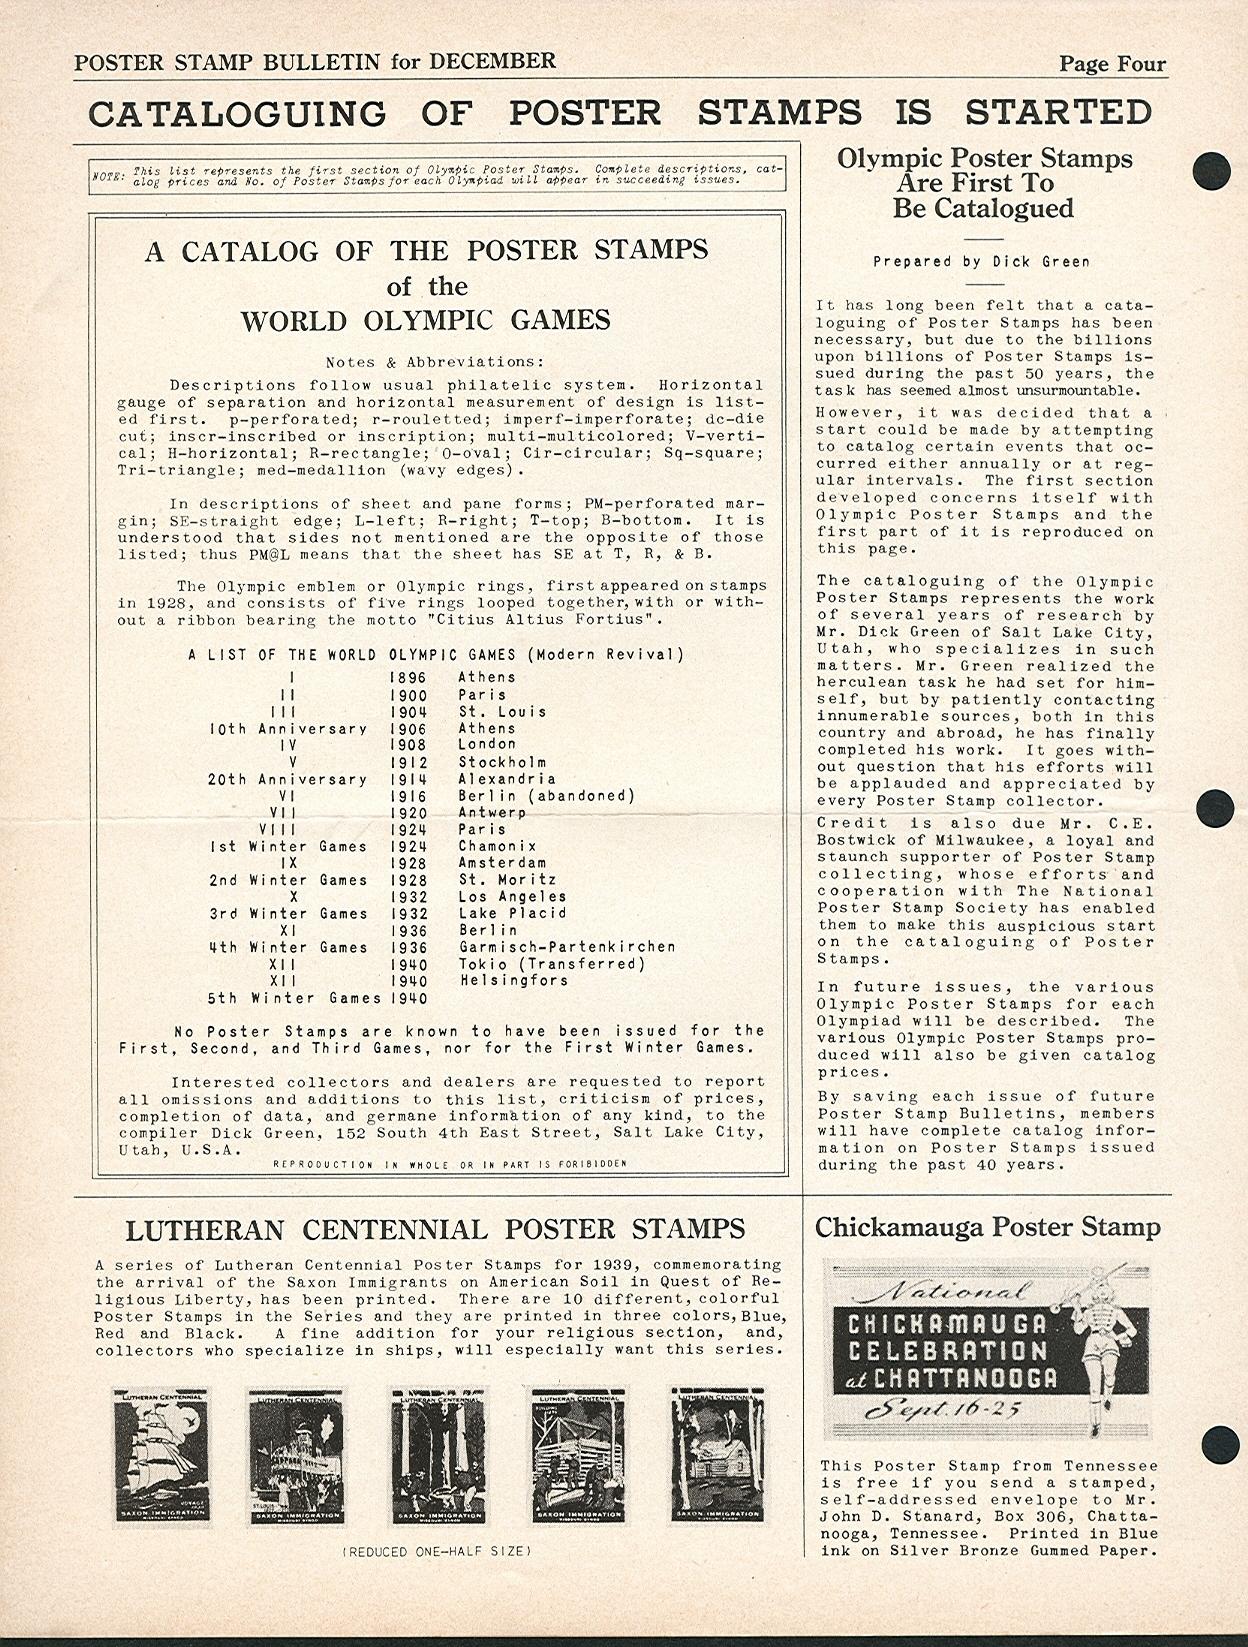 POSTER STAMP BULLETIN for DECEMBER Page Four
CATALOGUING OF POSTER STAMPS IS STARTED
NOTE: This list represents the first section of Olympic Poster Stamps. Complete descriptions, cat-
alog prices and No. of Poster Stamps for each Olympiad will appear in succeeding issues.
A CATALOG OF THE POSTER STAMPS
of the
WORLD OLYMPIC GAMES
Notes & Abbreviations:
Descriptions follow usual philatelic system. Horizontal
gauge of separation and horizontal measurement of design is list-
ed first. p-perforated; r-rouletted; imperf-imperforate; dc-die
cut; inscr-inscribed or inscription; multi-multicolored; V-verti-
cal; H-horizontal; R-rectangle; O-oval; Cir-circular; Sq-square;
Tri-triangle; med-medallion (wavy edges).
In descriptions of sheet and pane forms; PM-perforated mar-
gin; SE-straight edge; L-left; R-right; T-top; B-bottom. It is
understood that sides not mentioned are the opposite of those
listed; thus PM@L means that the sheet has SE at T, R, & B.
The Olympic emblem or Olympic rings, first appeared on stamps
in 1928, and consists of five rings looped together, with or with-
out a ribbon bearing the motto "Citius Altius Fortius".
A LIST OF THE WORLD OLYMPIC GAMES (Modern Revival)
I 1896 Athens
II 1900 Paris
III 1904 St. Louis
10th Anniversary 1906 Athens
IV 1908 London
V 1912 Stockholm
20th Anniversary 1914 Alexandria
VI 1916 Berlin (abandoned)
VII 1920 Antwerp
VIII 1924 Paris
1st Winter Games 1924 Chamonix
IX 1928 Amsterdam
2nd Winter Games 1928 St. Moritz
X 1932 Los Angeles
3rd Winter Games 1932 Lake Placid
XI 1936 Berlin
4th Winter Games 1936 Garmisch-Partenkirchen
XII 1940 Tokio (Transferred)
XII 1940 Helsingfors
5th Winter Games 1940
No Poster Stamps are known to have been issued for the
First, Second, and Third Games, nor for the First Winter Games.
Interested collectors and dealers are requested to report
all omissions and additions to this list, criticism of prices,
completion of data, and germane information of any kind, to the
compiler Dick Green, 152 South 4th East Street, Salt Lake City,
Utah, U.S.A.
REPRODUCTION IN WHOLE OR IN PART IS FORIBIDDEN
Olympic Poster Stamps
Are First To
Be Catalogued
Prepared by Dick Green
It has long been felt that a cata-
loguing of Poster Stamps has been
necessary, but due to the billions
upon billions of Poster Stamps is-
sued during the past 50 years, the
task has seemed almost unsurmountable.
However, it was decided that a
start could be made by attempting
to catalog certain events that oc-
curred either annually or at reg-
ular intervals. The first section
developed concerns itself with
Olympic Poster Stamps and the
first part of it is reproduced on
this page.
The cataloguing of the Olympic
Poster Stamps represents the work
of several years of research by
Mr. Dick Green of Salt Lake City,
Utah, who specializes in such
matters. Mr. Green realized the
herculean task he had set for him-
self, but by patiently contacting
innumerable sources, both in this
country and abroad, he has finally
completed his work. It goes with-
out question that his efforts will
be applauded and appreciated by
every Poster Stamp collector.
Credit is also due Mr. C.E.
Bostwick of Milwaukee, a loyal and
staunch supporter of Poster Stamp
collecting, whose efforts and
cooperation with The National
Poster Stamp Society has enabled
them to make this auspicious start
on the cataloguing of Poster
Stamps.
In future issues, the various
Olympic Poster Stamps for each
Olympiad will be described. The
various Olympic Poster Stamps pro-
duced will also be given catalog
prices.
By saving each issue of future
Poster Stamp Bulletins, members
will have complete catalog infor-
mation on Poster Stamps issued
during the past 40 years.
LUTHERAN CENTENNIAL POSTER STAMPS
A series of Lutheran Centennial Poster Stamps for 1939, commemorating
the arrival of the Saxon Immigrants on American Soil in Quest of Re-
ligious Liberty, has been printed. There are 10 different, colorful
Poster Stamps in the Series and they are printed in three colors, Blue,
Red and Black. A fine addition for your religious section, and,
collectors who specialize in ships, will especially want this series.
LUTHERAN CENTENNIAL LUTHERAN CENTENNIAL LUTHERAN CENTENNIAL LUTHERAN CENTENNIAL LUTHERAN CENTENNIAL
VOYAGE ST. LOUIS
SAXON IMMIGRATION SAXON IMMIGRATION SAXON IMMIGRATION SAXON IMMIGRATION SAXON IMMIGRATION
(REDUCED ONE-HALF SIZE)
Chickamauga Poster Stamp
National
CHICKAMAUGA
CELEBRATION
at CHATTANOOGA
Sept. 16-25
This Poster Stamp from Tennessee
is free if you send a stamped,
self-addressed envelope to Mr.
John D. Stanard, Box 306, Chatta-
nooga, Tennessee. Printed in Blue
ink on Silver Bronze Gummed Paper.